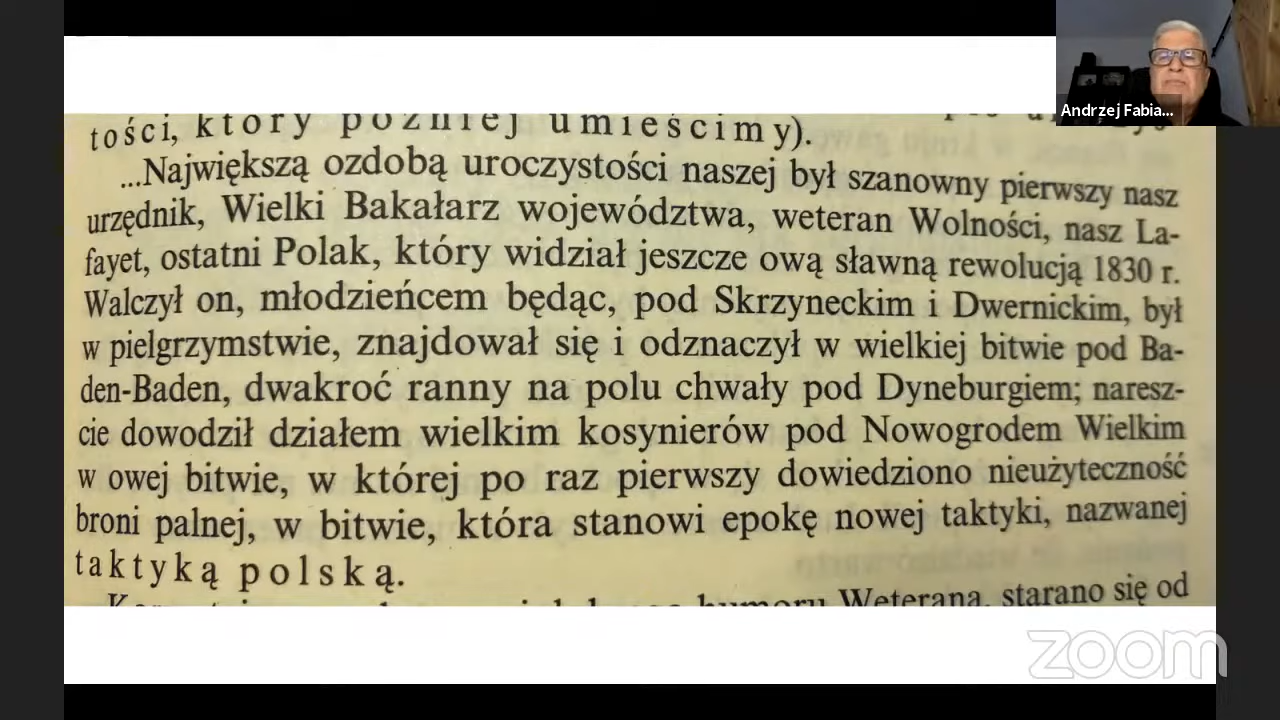 tości, który później umieścimy).
...Największą ozdobą uroczystości naszej był szanowny pierwszy nasz
urzędnik, Wielki Bakałarz województwa, weteran Wolności, nasz La-
fayet, ostatni Polak, który widział jeszcze ową sławną rewolucją 1830 r.
Walczył on, młodzieńcem będąc, pod Skrzyneckim i Dwernickim, był
w pielgrzymstwie, znajdował się i odznaczył w wielkiej bitwie pod Ba-
den-Baden, dwakroć ranny na polu chwały pod Dyneburgiem; naresz-
cie dowodził działem wielkim kosynierów pod Nowogrodem Wielkim
w owej bitwie, w której po raz pierwszy dowiedziono nieużyteczność
broni palnej, w bitwie, która stanowi epokę nowej taktyki, nazwanej
taktyką polską.
humoru Weterana, starano się od
Andrzej Fabia...
zoom